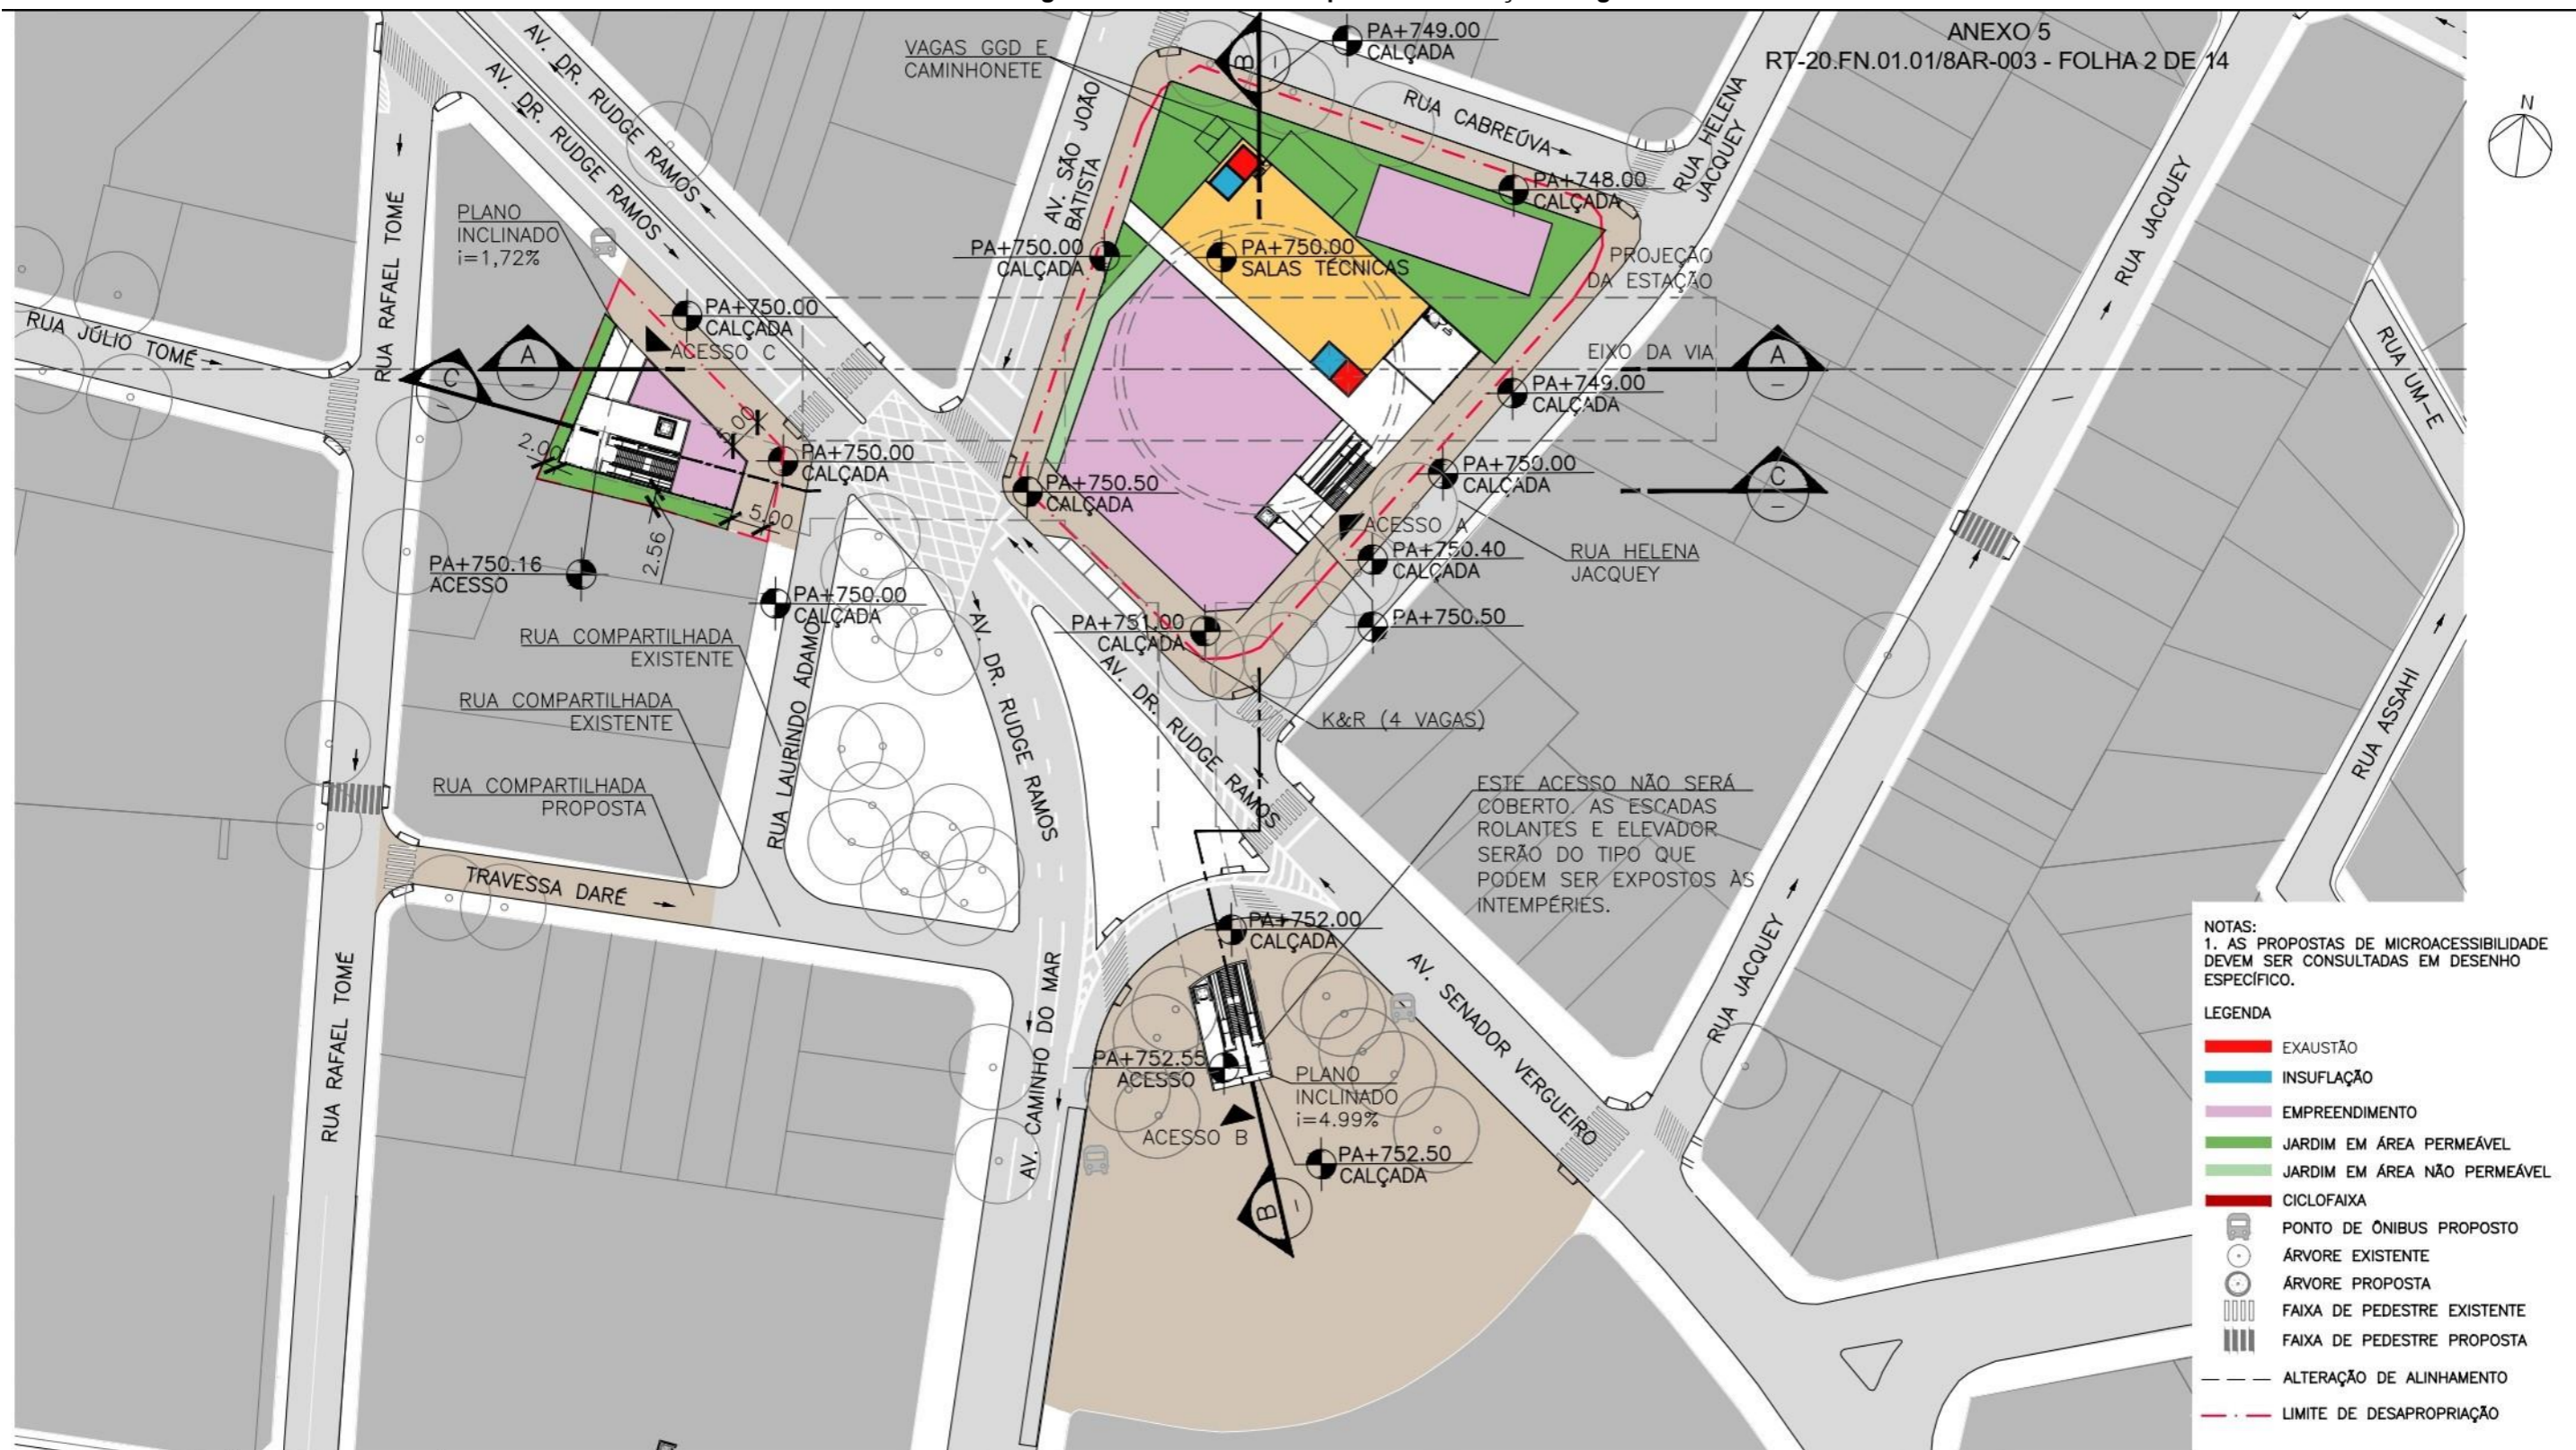 ANEXO 5
RT-20.FN.01.01/8AR-003 - FOLHA 2 DE 14
N
AV. DR. RUDGE RAMOS
AV. DR. RUDGE RAMOS
VAGAS GGD E
CAMINHONETE
B
PA+749.00
CALÇADA
RUA CABREÚVA
RUA HELENA
JACQUEY
AV. SÃO JOÃO
BATISTA
PA+748.00
CALÇADA
RUA JACQUEY
RUA RAFAEL TOMÉ
PLANO
INCLINADO
i=1,72%
PA+750.00
CALÇADA
PA+750.00
SALAS TÉCNICAS
PROJEÇÃO
DA ESTAÇÃO
RUA JÚLIO TOMÉ
PA+750.00
CALÇADA
ACESSO C
A
C
EIXO DA VIA
A
RUA UM-E
PA+749.00
CALÇADA
2.00
5.00
PA+750.00
CALÇADA
PA+750.50
CALÇADA
PA+750.00
CALÇADA
C
5.00
2.56
ACESSO A
PA+750.16
ACESSO
PA+750.40
CALÇADA
RUA HELENA
JACQUEY
PA+750.00
CALÇADA
PA+751.00
CALÇADA
PA+750.50
RUA COMPARTILHADA
EXISTENTE
RUA LAURINDO ÁDAMO
AV. DR. RUDGE RAMOS
AV. DR. RUDGE RAMOS
RUA COMPARTILHADA
EXISTENTE
K&R (4 VAGAS)
RUA ASSAHI
RUA COMPARTILHADA
PROPOSTA
ESTE ACESSO NÃO SERÁ
COBERTO. AS ESCADAS
ROLANTES E ELEVADOR
SERÃO DO TIPO QUE
PODEM SER EXPOSTOS ÀS
INTEMPÉRIES.
TRAVESSA DARÉ
PA+752.00
CALÇADA
RUA RAFAEL TOMÉ
AV. CAMINHO DO MAR
AV. SENADOR VERGUEIRO
RUA JACQUEY
PA+752.55
ACESSO
PLANO
INCLINADO
i=4.99%
ACESSO B
PA+752.50
CALÇADA
B
NOTAS:
1. AS PROPOSTAS DE MICROACESSIBILIDADE
DEVEM SER CONSULTADAS EM DESENHO
ESPECÍFICO.
LEGENDA
EXAUSTÃO
INSUFLAÇÃO
EMPREENDIMENTO
JARDIM EM ÁREA PERMEÁVEL
JARDIM EM ÁREA NÃO PERMEÁVEL
CICLOFAIXA
PONTO DE ÔNIBUS PROPOSTO
ÁRVORE EXISTENTE
ÁRVORE PROPOSTA
FAIXA DE PEDESTRE EXISTENTE
FAIXA DE PEDESTRE PROPOSTA
ALTERAÇÃO DE ALINHAMENTO
LIMITE DE DESAPROPRIAÇÃO